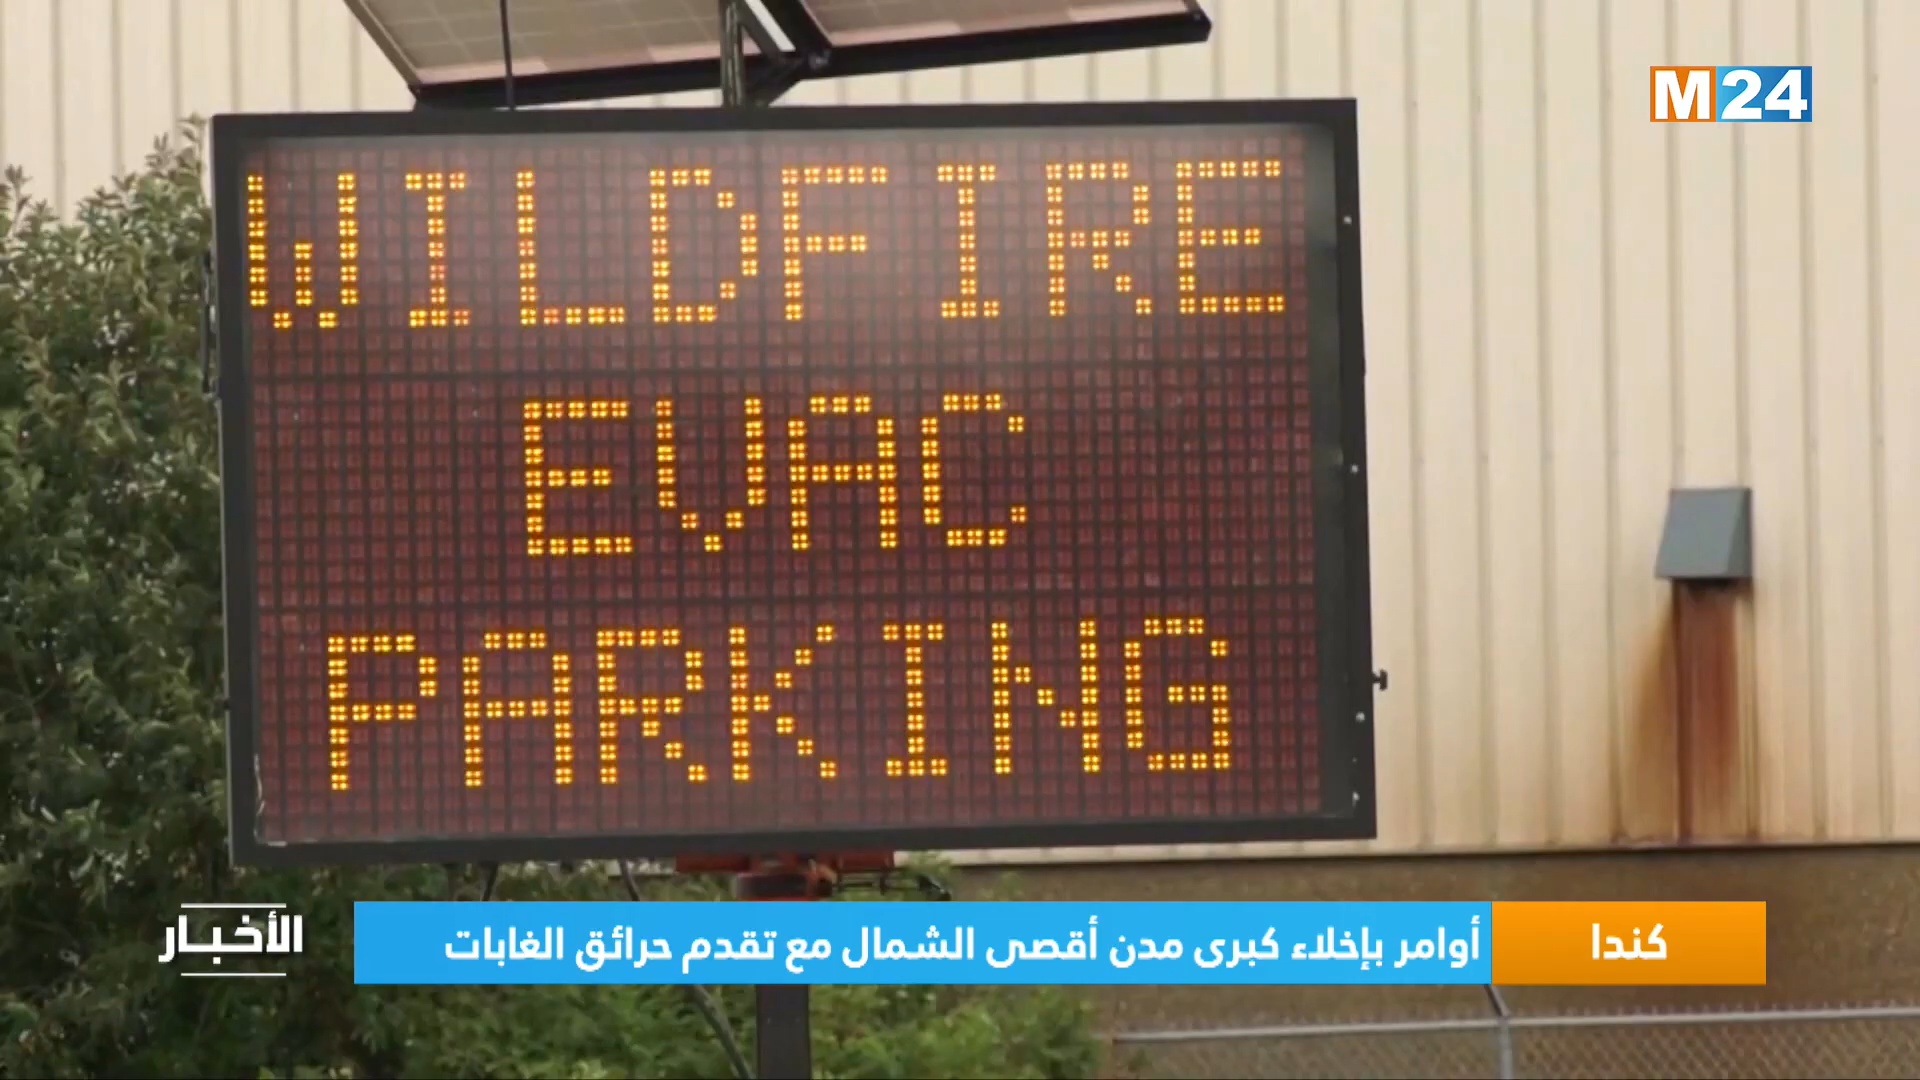 M24
WILDFIRE
EVAC
PARKING
كندا
أوامر بإخلاء كبرى مدن أقصى الشمال مع تقدم حرائق الغابات
الأخبار